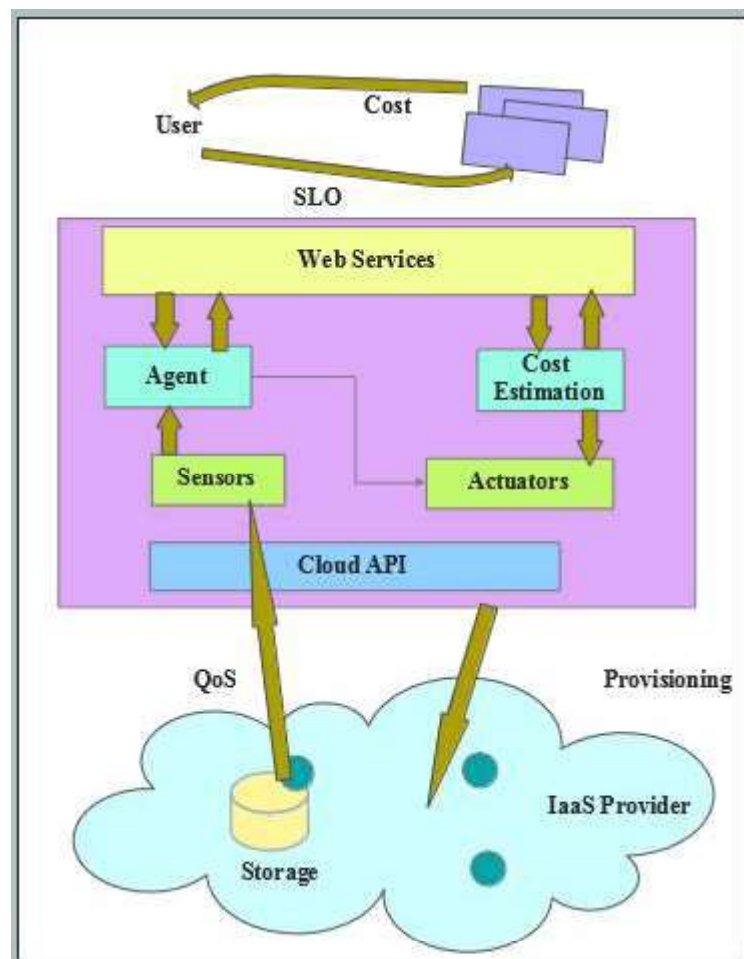 Cost
User
SLO
Web Services
Agent
Cost
Estimation
Sensors
Actuators
Cloud API
QoS
Provisioning
IaaS Provider
Storage